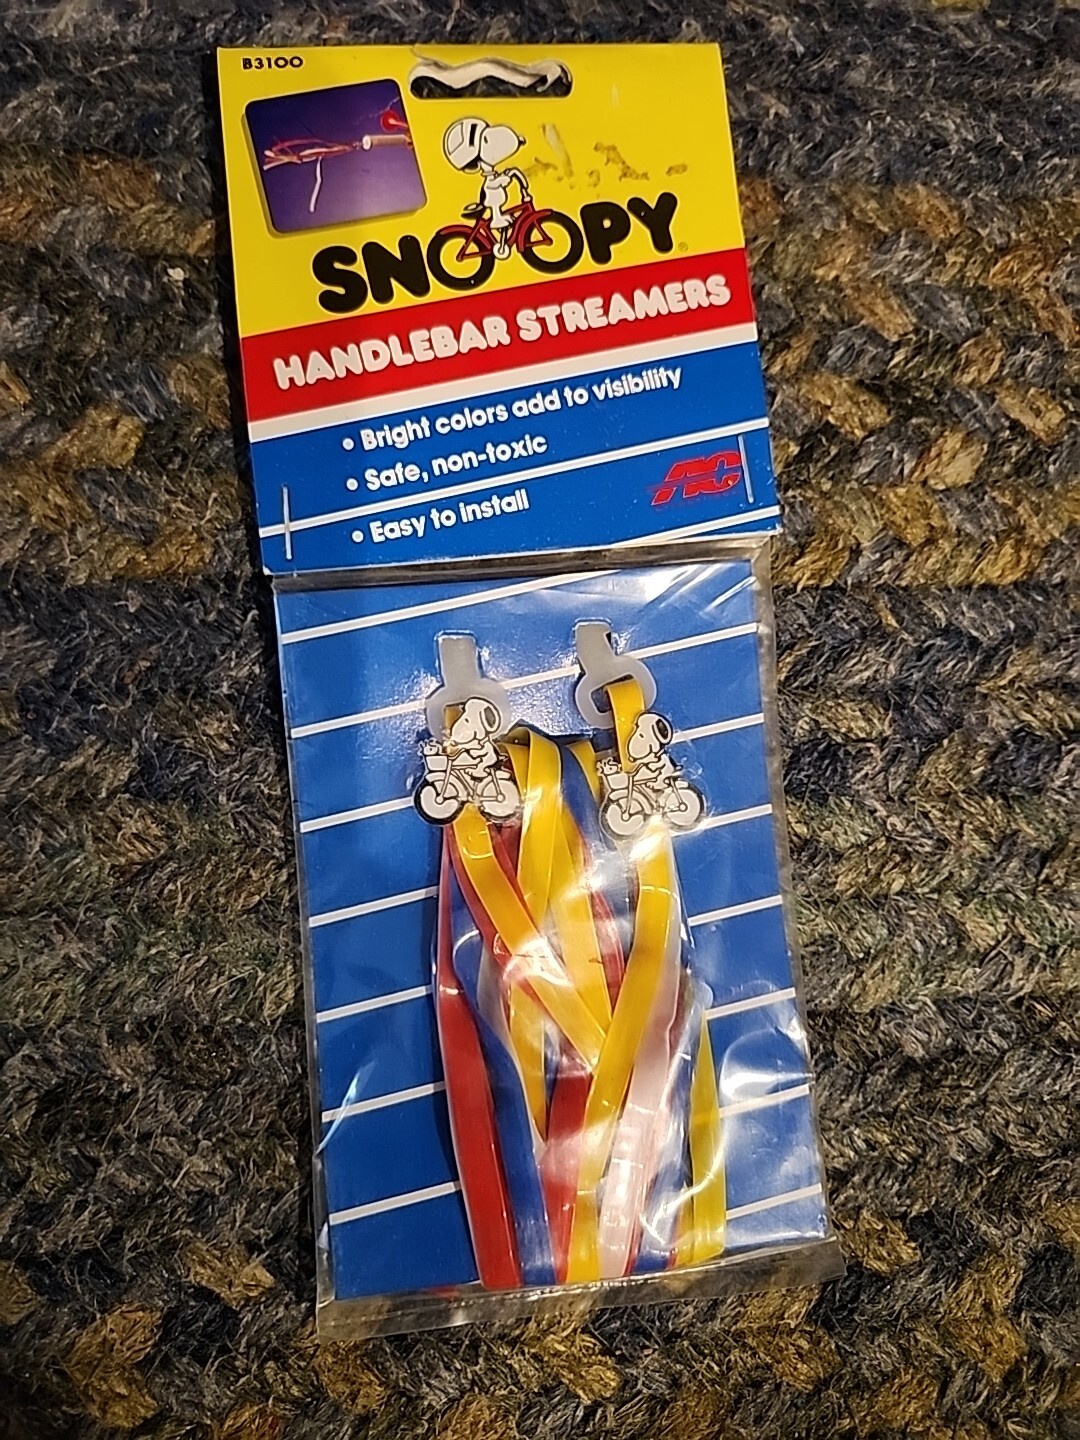 B3100
SNOOPY®
HANDLEBAR STREAMERS
• Bright colors add to visibility
• Safe, non-toxic
• Easy to install
AC